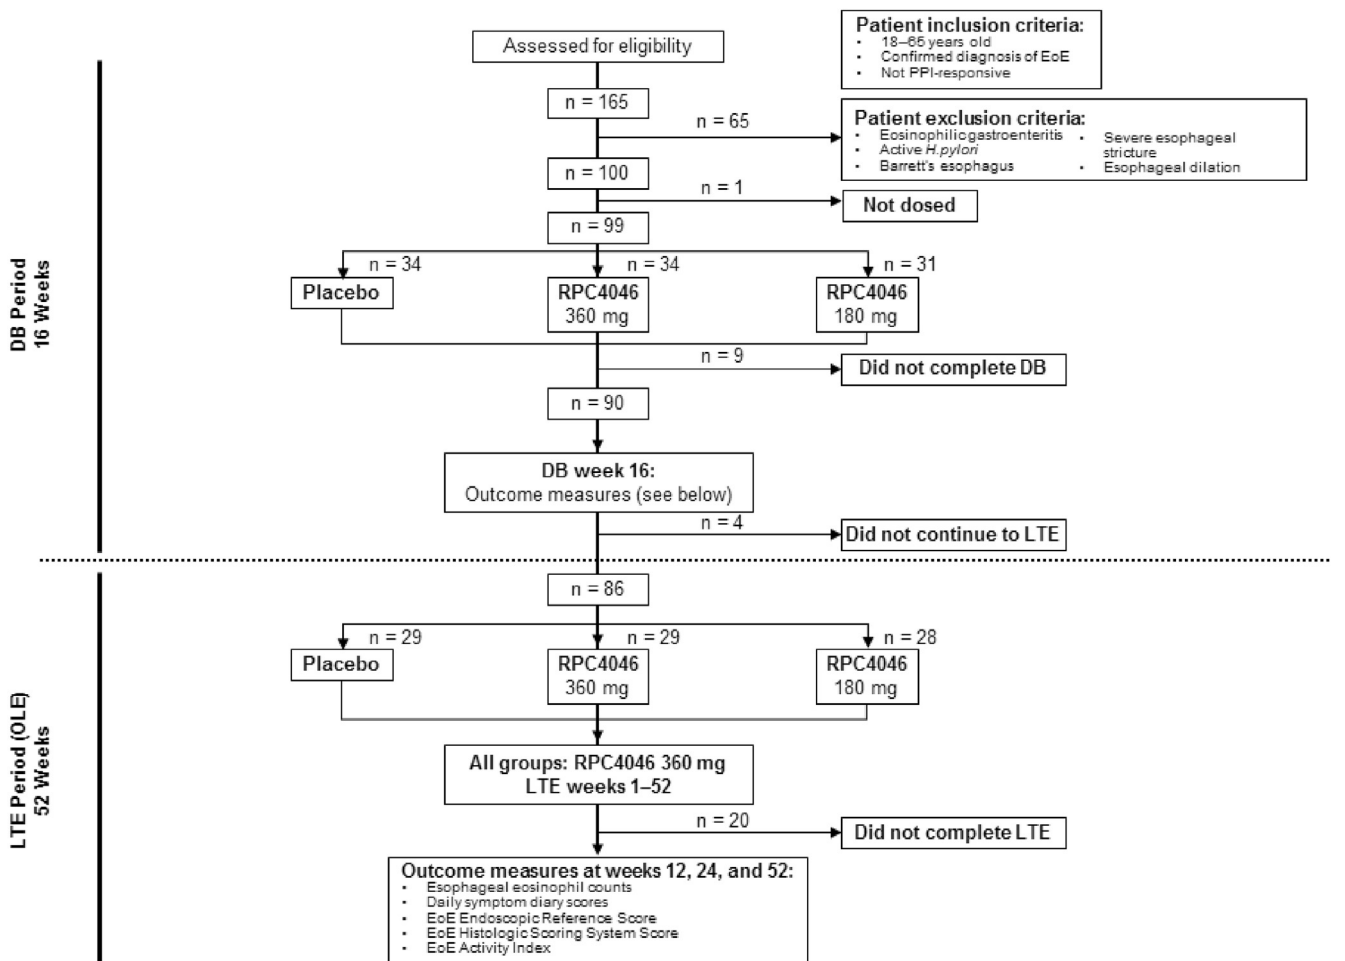 Assessed for eligibility
Patient inclusion criteria:
• 18–65 years old
• Confirmed diagnosis of EoE
• Not PPI-responsive
n = 165
n = 65
Patient exclusion criteria:
• Eosinophilic gastroenteritis
• Active H.pylori
• Barrett's esophagus
• Severe esophageal
stricture
• Esophageal dilation
n = 100
n = 1
Not dosed
n = 99
n = 34
n = 34
n = 31
Placebo
RPC4046
360 mg
RPC4046
180 mg
n = 9
Did not complete DB
n = 90
DB week 16:
Outcome measures (see below)
n = 4
Did not continue to LTE
DB Period
16 Weeks
n = 86
n = 29
n = 29
n = 28
Placebo
RPC4046
360 mg
RPC4046
180 mg
All groups: RPC4046 360 mg
LTE weeks 1–52
n = 20
Did not complete LTE
Outcome measures at weeks 12, 24, and 52:
• Esophageal eosinophil counts
• Daily symptom diary scores
• EoE Endoscopic Reference Score
• EoE Histologic Scoring System Score
• EoE Activity Index
LTE Period (OLE)
52 Weeks